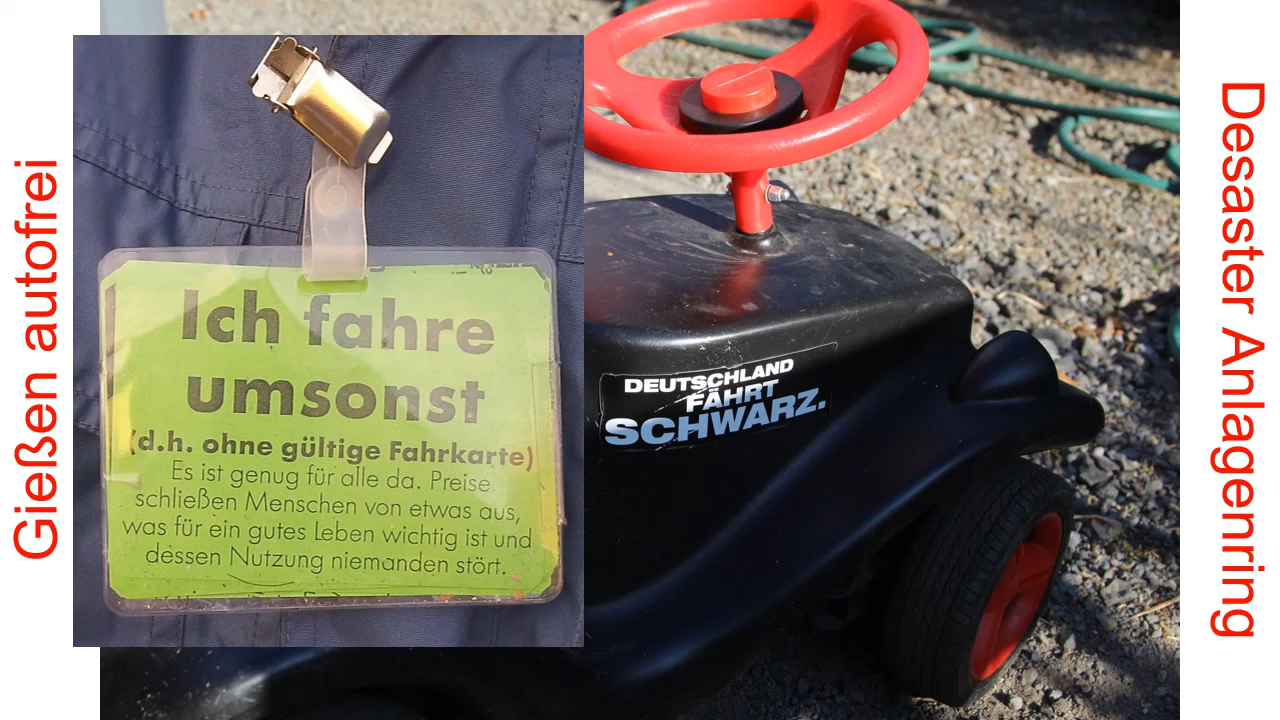 Gießen autofrei
Ich fahre
umsonst
(d.h. ohne gültige Fahrkarte)
Es ist genug für alle da. Preise
schließen Menschen von etwas aus,
was für ein gutes Leben wichtig ist und
dessen Nutzung niemanden stört.
DEUTSCHLAND
FÄHRT
SCHWARZ.
Desaster Anlagenring